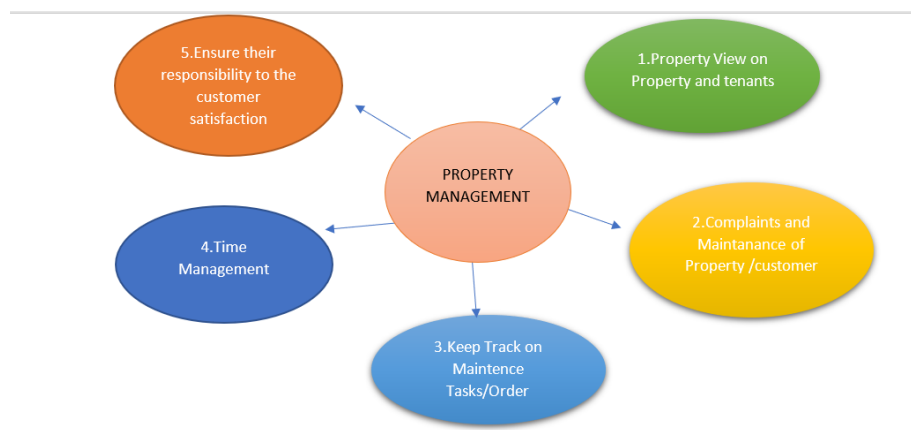 PROPERTY
MANAGEMENT
1.Property View on
Property and tenants
2.Complaints and
Maintanance of
Property /customer
3.Keep Track on
Maintence
Tasks/Order
4.Time
Management
5.Ensure their
responsibility to the
customer
satisfaction